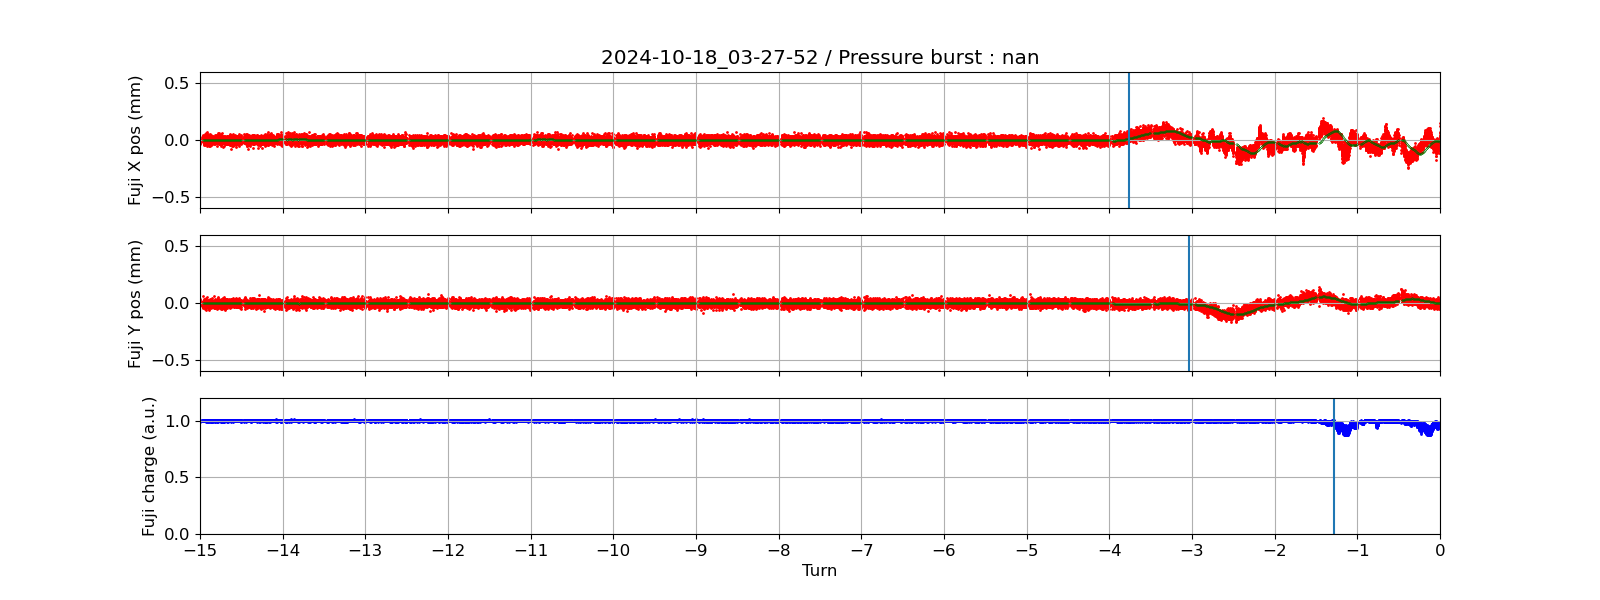 2024-10-18_03-27-52 / Pressure burst : nan
Fuji X pos (mm)
0.5
0.0
−0.5
Fuji Y pos (mm)
0.5
0.0
−0.5
Fuji charge (a.u.)
1.0
0.5
0.0
−15 −14 −13 −12 −11 −10 −9 −8 −7 −6 −5 −4 −3 −2 −1 0
Turn